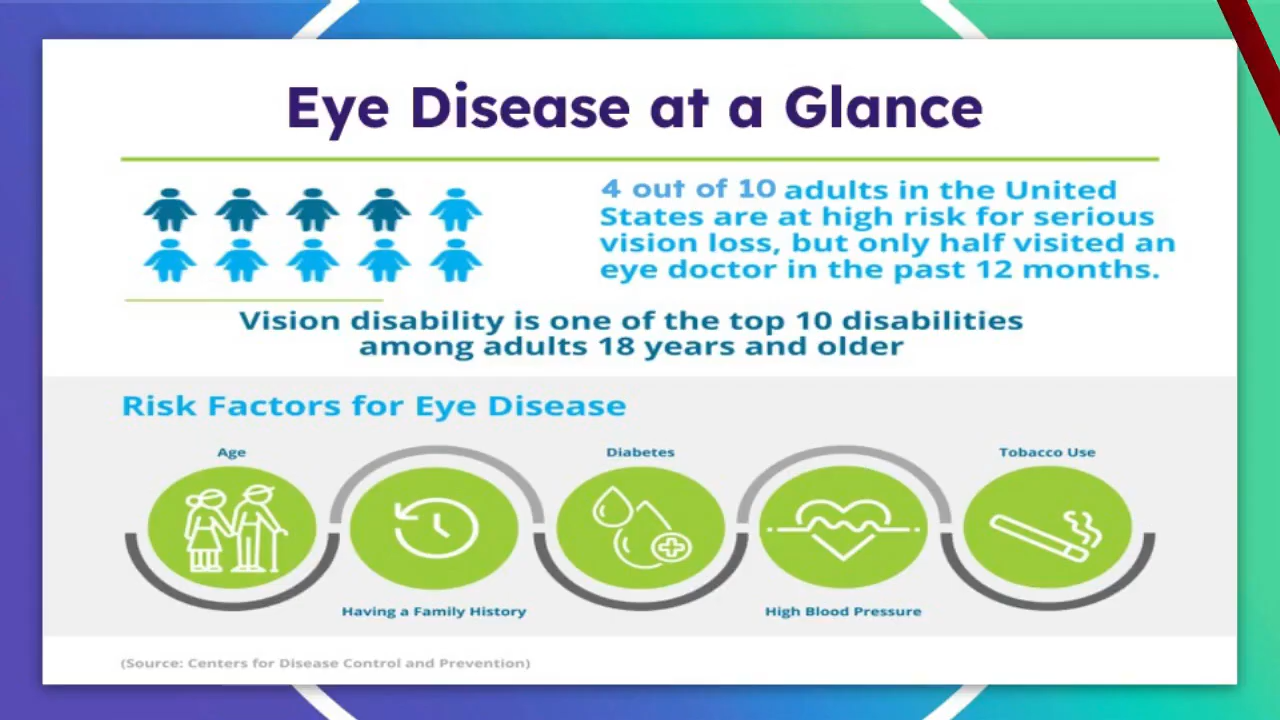 Eye Disease at a Glance
4 out of 10 adults in the United
States are at high risk for serious
vision loss, but only half visited an
eye doctor in the past 12 months.
Vision disability is one of the top 10 disabilities
among adults 18 years and older
Risk Factors for Eye Disease
Age
Diabetes
Tobacco Use
Having a Family History
High Blood Pressure
(Source: Centers for Disease Control and Prevention)